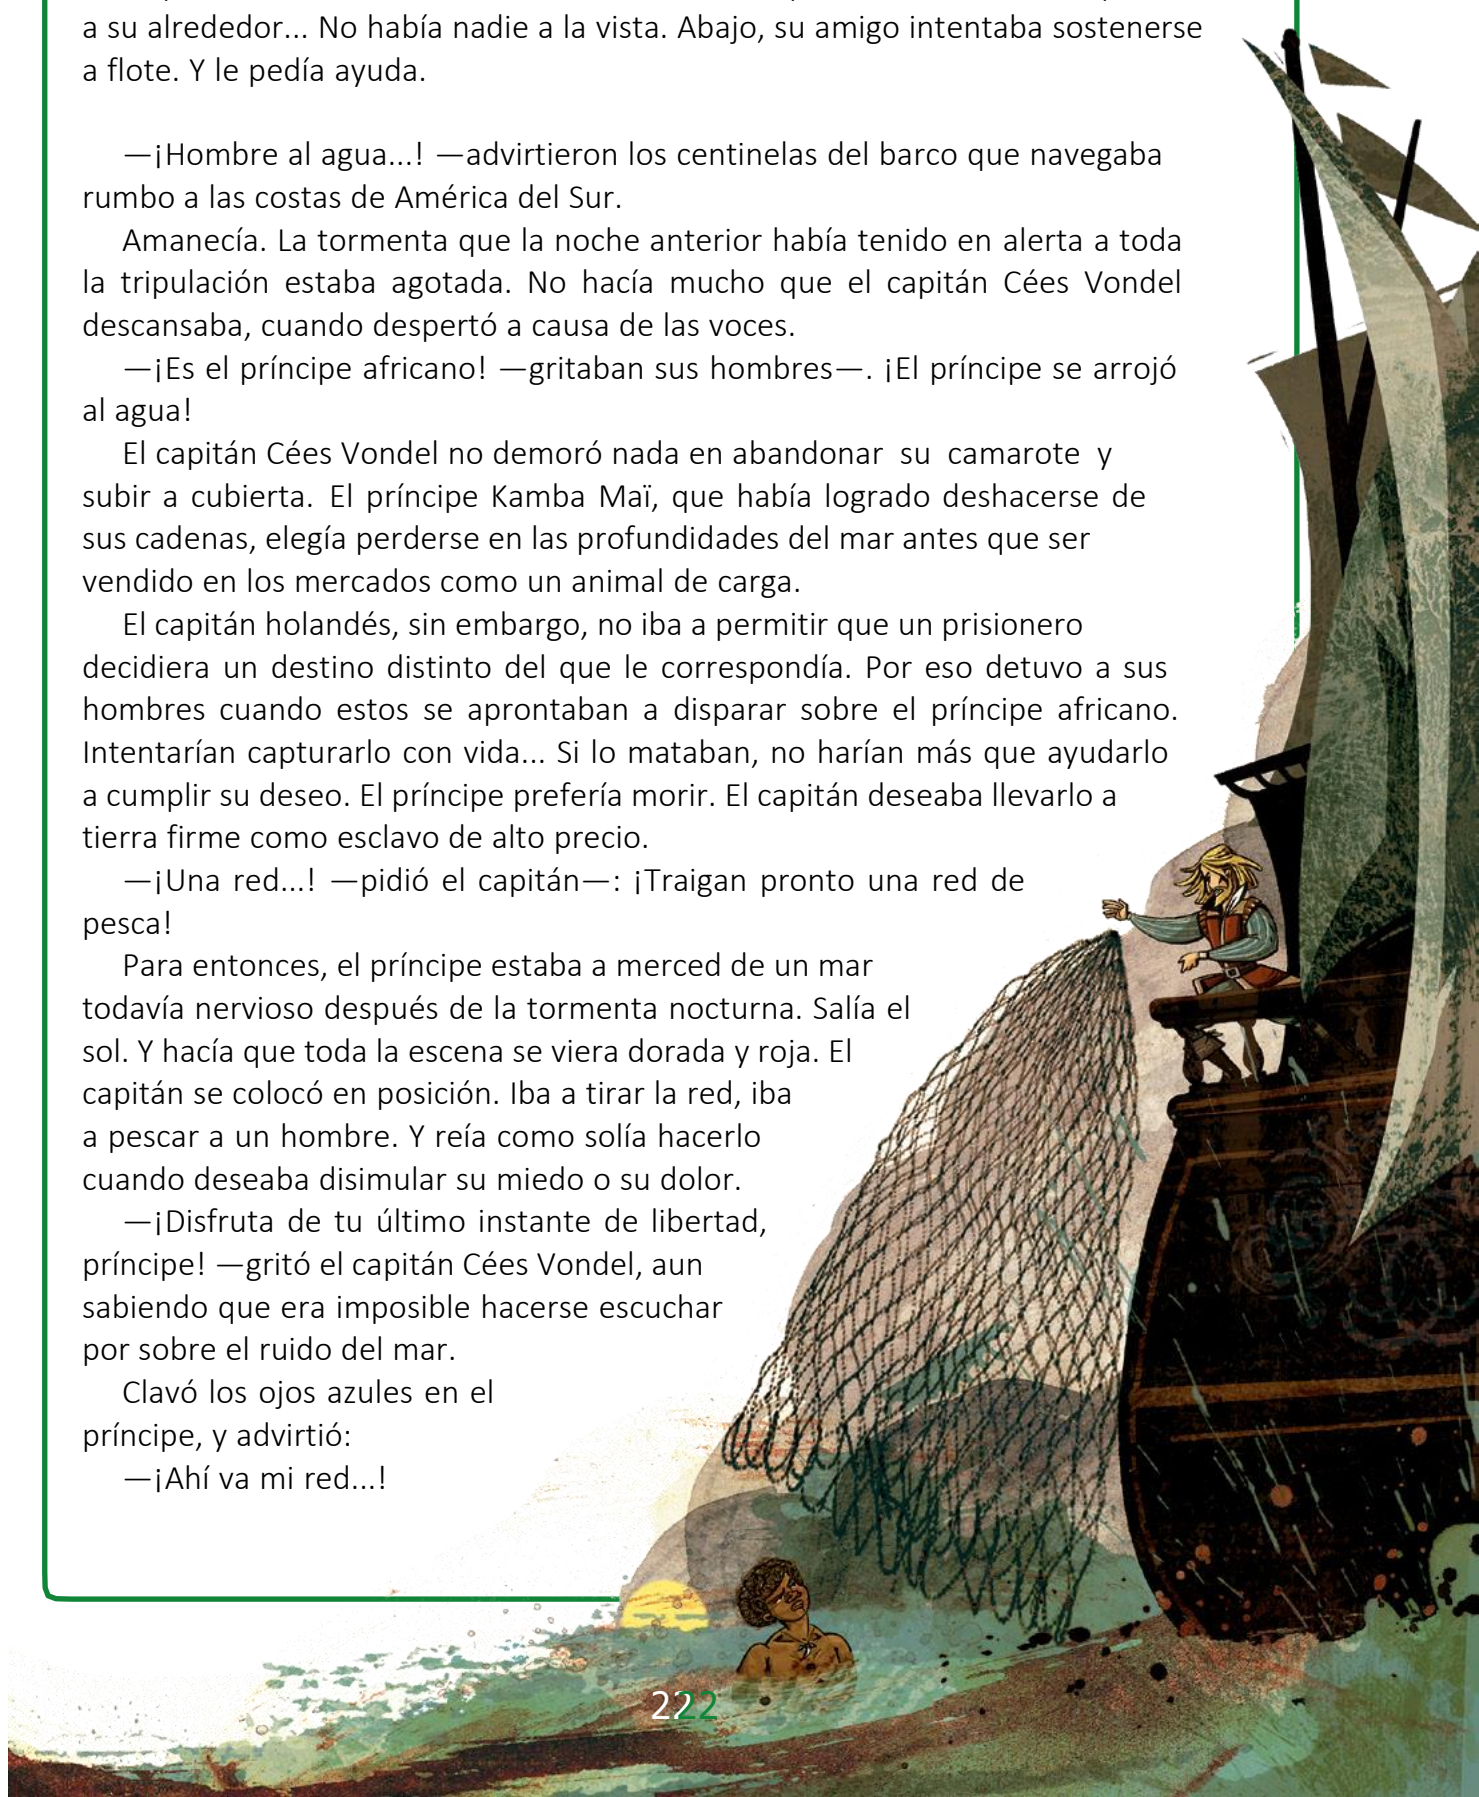 a su alrededor... No había nadie a la vista. Abajo, su amigo intentaba sostenerse
a flote. Y le pedía ayuda.
—¡Hombre al agua...! —advirtieron los centinelas del barco que navegaba
rumbo a las costas de América del Sur.
Amanecía. La tormenta que la noche anterior había tenido en alerta a toda
la tripulación estaba agotada. No hacía mucho que el capitán Cées Vondel
descansaba, cuando despertó a causa de las voces.
—¡Es el príncipe africano! —gritaban sus hombres—. ¡El príncipe se arrojó
al agua!
El capitán Cées Vondel no demoró nada en abandonar su camarote y
subir a cubierta. El príncipe Kamba Maï, que había logrado deshacerse de
sus cadenas, elegía perderse en las profundidades del mar antes que ser
vendido en los mercados como un animal de carga.
El capitán holandés, sin embargo, no iba a permitir que un prisionero
decidiera un destino distinto del que le correspondía. Por eso detuvo a sus
hombres cuando estos se aprontaban a disparar sobre el príncipe africano.
Intentarían capturarlo con vida... Si lo mataban, no harían más que ayudarlo
a cumplir su deseo. El príncipe prefería morir. El capitán deseaba llevarlo a
tierra firme como esclavo de alto precio.
—¡Una red...! —pidió el capitán—: ¡Traigan pronto una red de
pesca!
Para entonces, el príncipe estaba a merced de un mar
todavía nervioso después de la tormenta nocturna. Salía el
sol. Y hacía que toda la escena se viera dorada y roja. El
capitán se colocó en posición. Iba a tirar la red, iba
a pescar a un hombre. Y reía como solía hacerlo
cuando deseaba disimular su miedo o su dolor.
—¡Disfruta de tu último instante de libertad,
príncipe! —gritó el capitán Cées Vondel, aun
sabiendo que era imposible hacerse escuchar
por sobre el ruido del mar.
Clavó los ojos azules en el
príncipe, y advirtió:
—¡Ahí va mi red...!
222